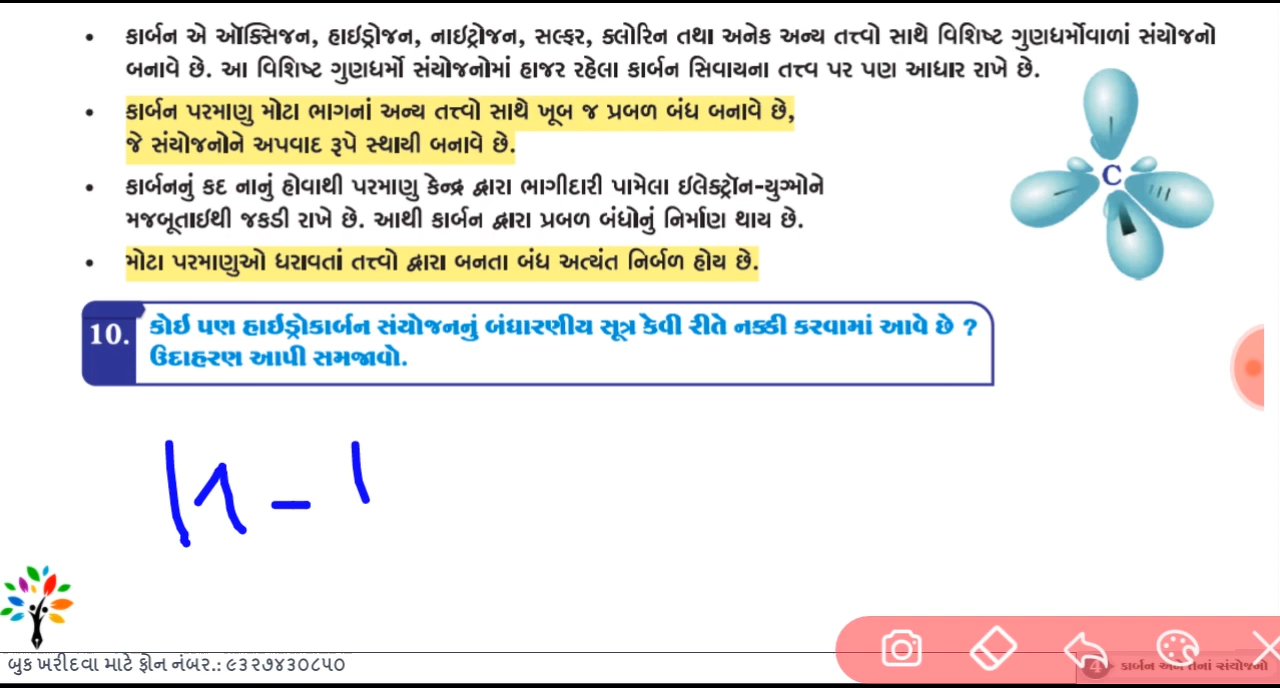 • કાર્બન એ ઑક્સિજન, હાઇડ્રોજન, નાઇટ્રોજન, સલ્ફર, ક્લોરિન તથા અનેક અન્ય તત્ત્વો સાથે વિશિષ્ટ ગુણધર્મોવાળાં સંયોજનો
બનાવે છે. આ વિશિષ્ટ ગુણધર્મો સંયોજનોમાં હાજર રહેલા કાર્બન સિવાયના તત્ત્વ પર પણ આધાર રાખે છે.
• કાર્બન પરમાણુ મોટા ભાગનાં અન્ય તત્ત્વો સાથે ખૂબ જ પ્રબળ બંધ બનાવે છે,
જે સંયોજનોને અપવાદ રૂપે સ્થાયી બનાવે છે.
C
• કાર્બનનું કદ નાનું હોવાથી પરમાણુ કેન્દ્ર દ્વારા ભાગીદારી પામેલા ઇલેક્ટ્રૉન-યુગ્મોને
મજબૂતાઇથી જકડી રાખે છે. આથી કાર્બન દ્વારા પ્રબળ બંધોનું નિર્માણ થાય છે.
• મોટા પરમાણુઓ ધરાવતાં તત્ત્વો દ્વારા બનતા બંધ અત્યંત નિર્બળ હોય છે.
10. કોઇ પણ હાઇડ્રોકાર્બન સંયોજનનું બંધારણીય સૂત્ર કેવી રીતે નક્કી કરવામાં આવે છે ?
ઉદાહરણ આપી સમજાવો.
બુક ખરીદવા માટે ફોન નંબર.: ૯૩૨૭૪૩૦૮૫૦
4 કાર્બન અને તેનાં સંયોજનો